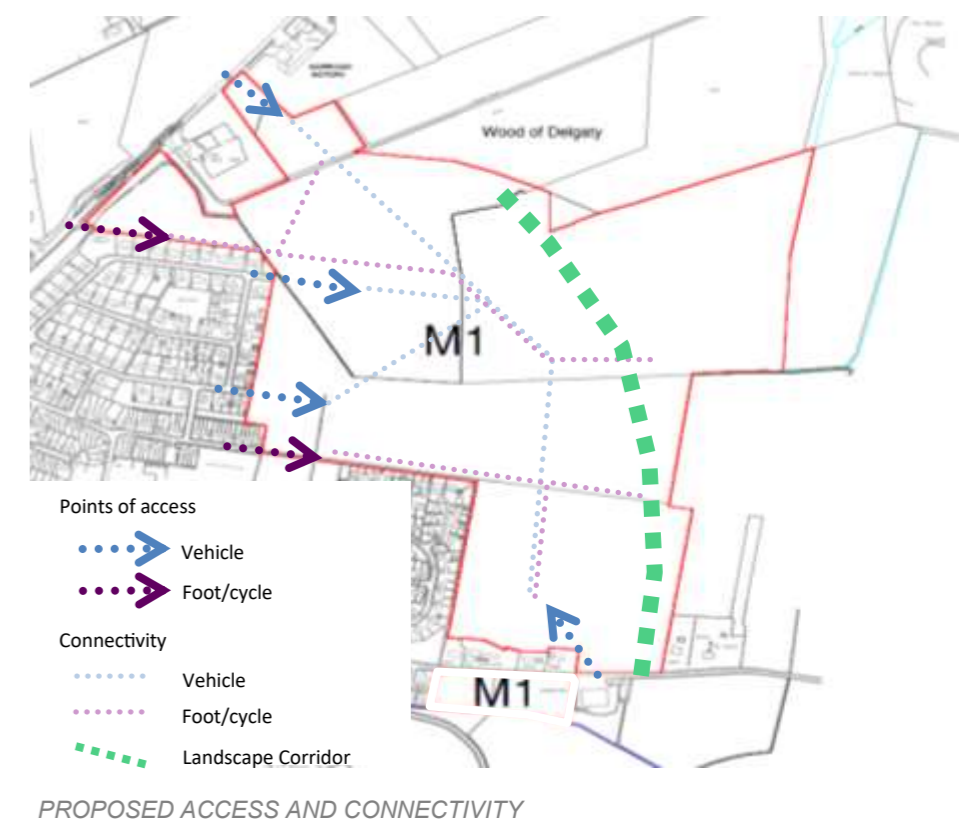 Wood of Delgaty
M1
M1
Points of access
Vehicle
Foot/cycle
Connectivity
Vehicle
Foot/cycle
Landscape Corridor
PROPOSED ACCESS AND CONNECTIVITY